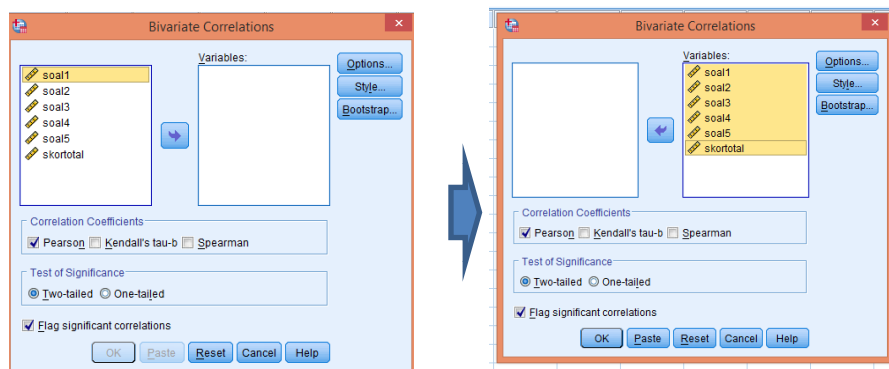 Bivariate Correlations
Variables:
soal1
soal2
soal3
soal4
soal5
skortotal
Options...
Style...
Bootstrap...
Correlation Coefficients
Pearson Kendall's tau-b Spearman
Test of Significance
Two-tailed One-tailed
Flag significant correlations
OK Paste Reset Cancel Help
Bivariate Correlations
Variables:
soal1
soal2
soal3
soal4
soal5
skortotal
Options...
Style...
Bootstrap...
Correlation Coefficients
Pearson Kendall's tau-b Spearman
Test of Significance
Two-tailed One-tailed
Flag significant correlations
OK Paste Reset Cancel Help